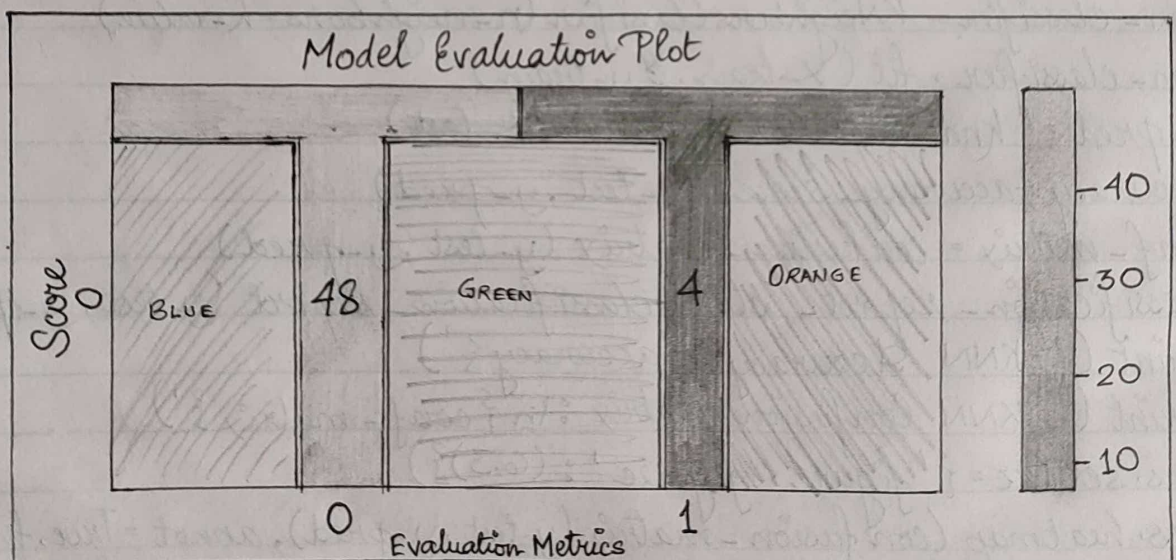 Model Evaluation Plot
40
30
20
10
Score
0
BLUE
48
GREEN
4
ORANGE
0
1
Evaluation Metrics